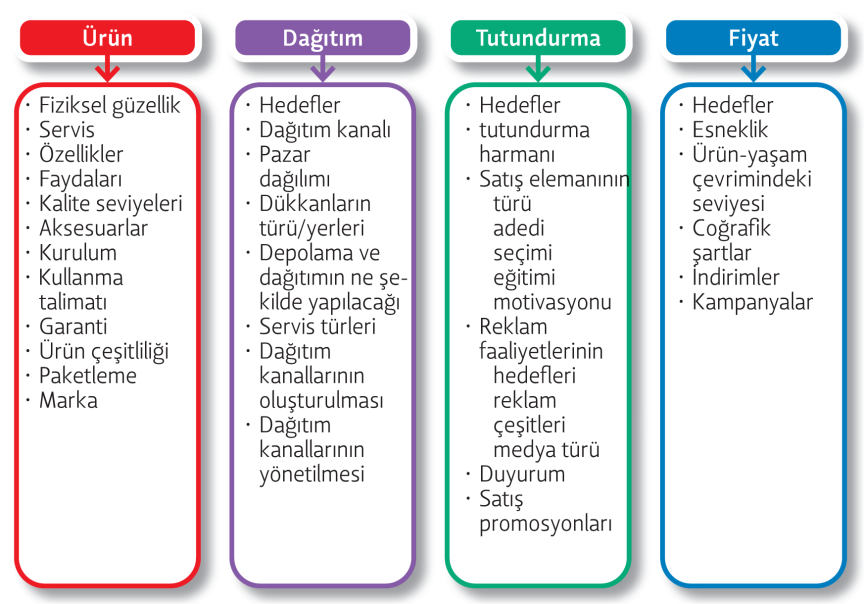 Ürün
· Fiziksel güzellik
· Servis
· Özellikler
· Faydaları
· Kalite seviyeleri
· Aksesuarlar
· Kurulum
· Kullanma
talimatı
· Garanti
· Ürün çeşitliliği
· Paketleme
· Marka
Dağıtım
· Hedefler
· Dağıtım kanalı
· Pazar
dağılımı
· Dükkanların
türü/yerleri
· Depolama ve
dağıtımın ne şe-
kilde yapılacağı
· Servis türleri
· Dağıtım
kanallarının
oluşturulması
· Dağıtım
kanallarının
yönetilmesi
Tutundurma
· Hedefler
· tutundurma
harmanı
· Satış elemanının
türü
adedi
seçimi
eğitimi
motivasyonu
· Reklam
faaliyetlerinin
hedefleri
reklam
çeşitleri
medya türü
· Duyurum
· Satış
promosyonları
Fiyat
· Hedefler
· Esneklik
· Ürün-yaşam
çevrimindeki
seviyesi
· Coğrafik
şartlar
· İndirimler
· Kampanyalar